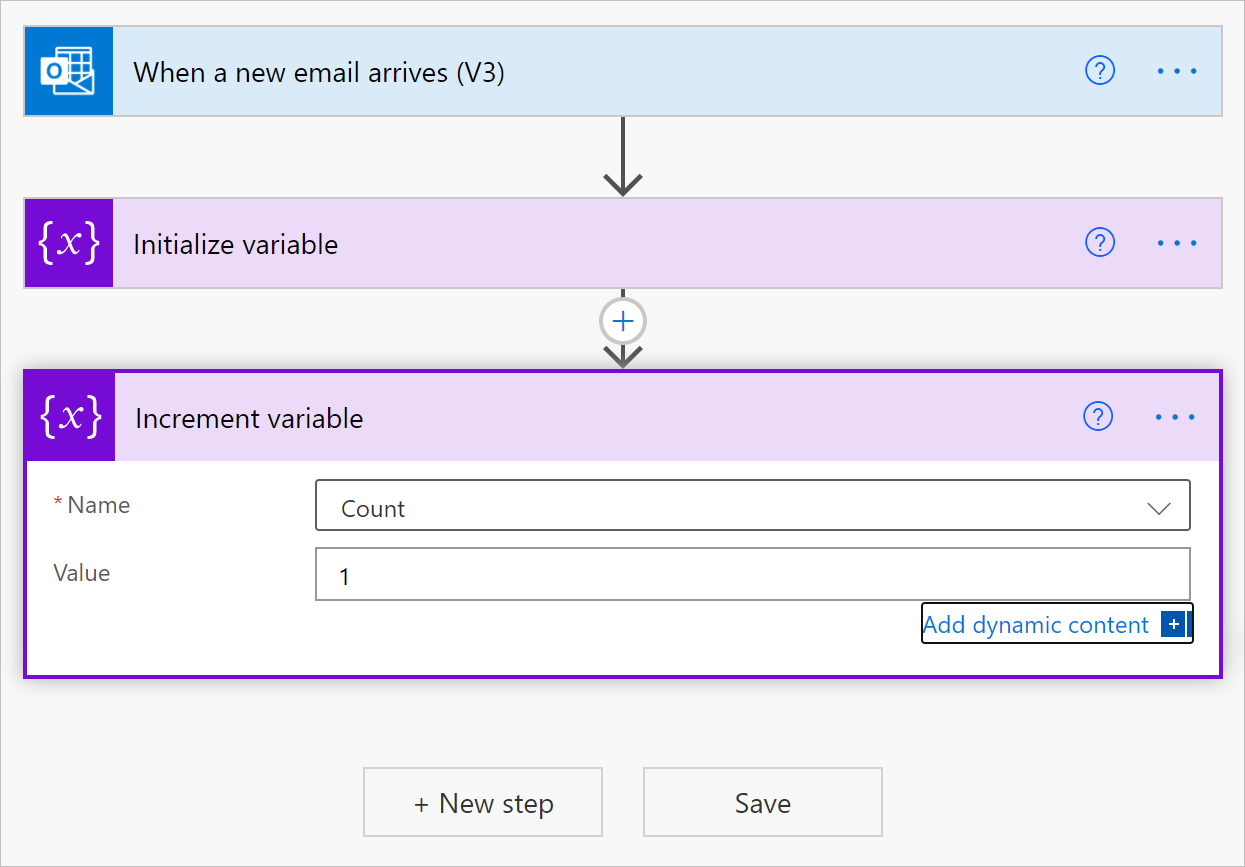 When a new email arrives (V3)
Initialize variable
Increment variable
* Name
Count
Value
1
Add dynamic content
+ New step
Save